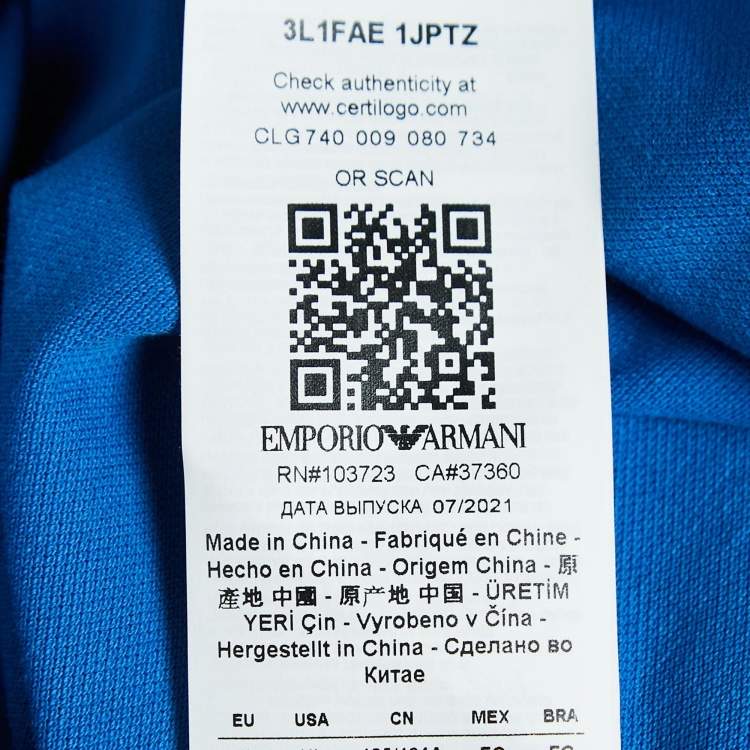 3L1FAE 1JPTZ
Check authenticity at
www.certilogo.com
CLG 740 009 080 734
OR SCAN
EMPORIO ARMANI
RN#103723 CA#37360
ДАТА ВЫПУСКА 07/2021
Made in China - Fabriqué en Chine -
Hecho en China - Origem China - 原
產地 中國 - 原产地 中国 - ÜRETİM
YERİ Çin - Vyrobeno v Čína -
Hergestellt in China - Сделано во
Китае
EU USA CN MEX BRA